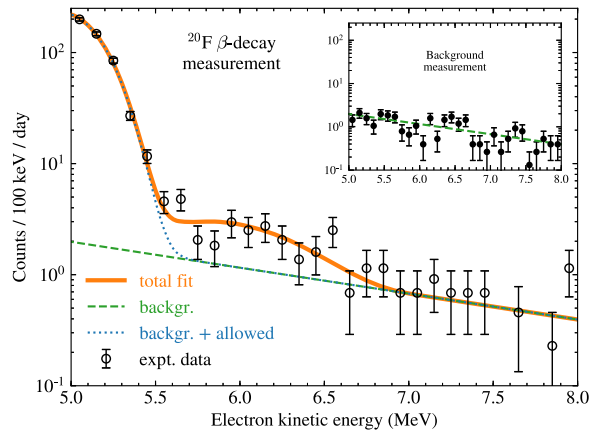 ²⁰F β-decay
measurement
Background
measurement
10²
10¹
10⁰
10⁻¹
5.0 5.5 6.0 6.5 7.0 7.5 8.0
Counts / 100 keV / day
10²
10¹
10⁰
10⁻¹
total fit
backgr.
backgr. + allowed
expt. data
5.0 5.5 6.0 6.5 7.0 7.5 8.0
Electron kinetic energy (MeV)